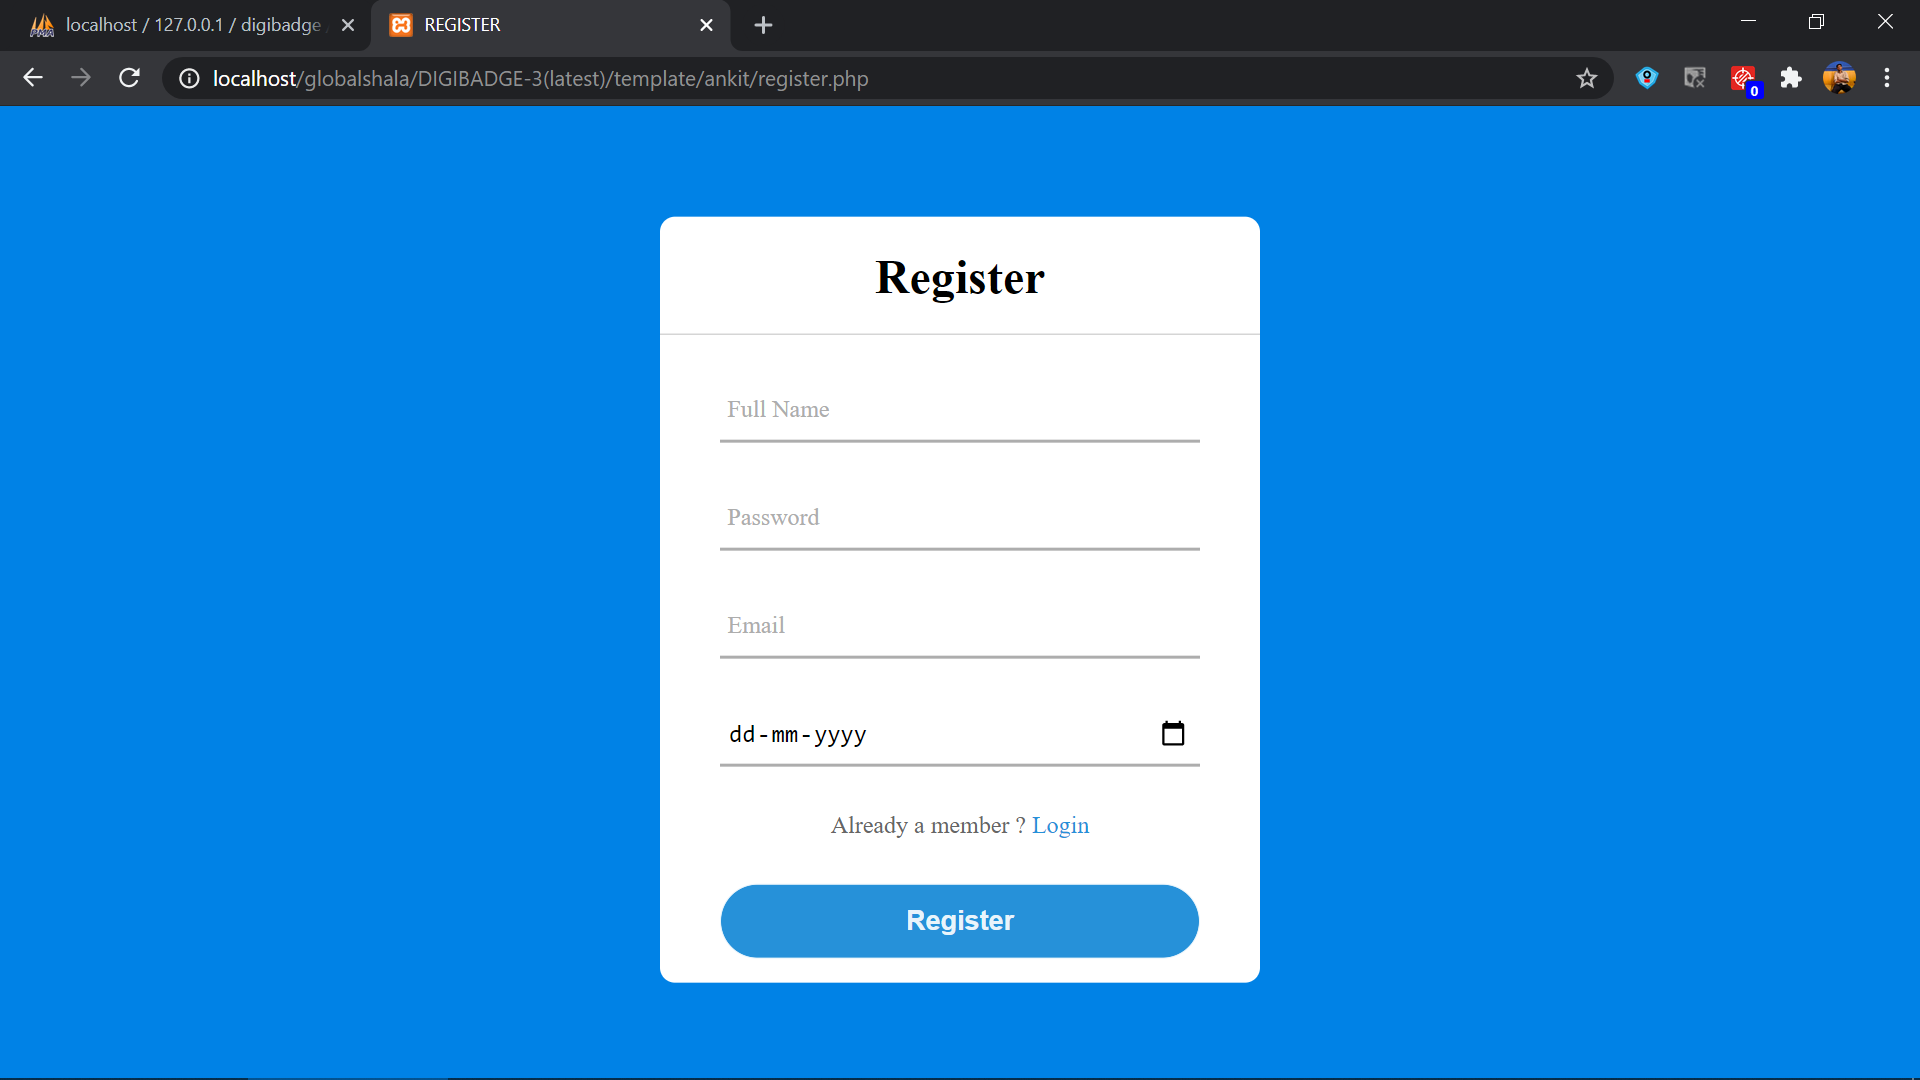 localhost / 127.0.0.1 / digibadge
REGISTER
localhost/globalshala/DIGIBADGE-3(latest)/template/ankit/register.php
0
Register
Full Name
Password
Email
dd-mm-yyyy
Already a member ? Login
Register